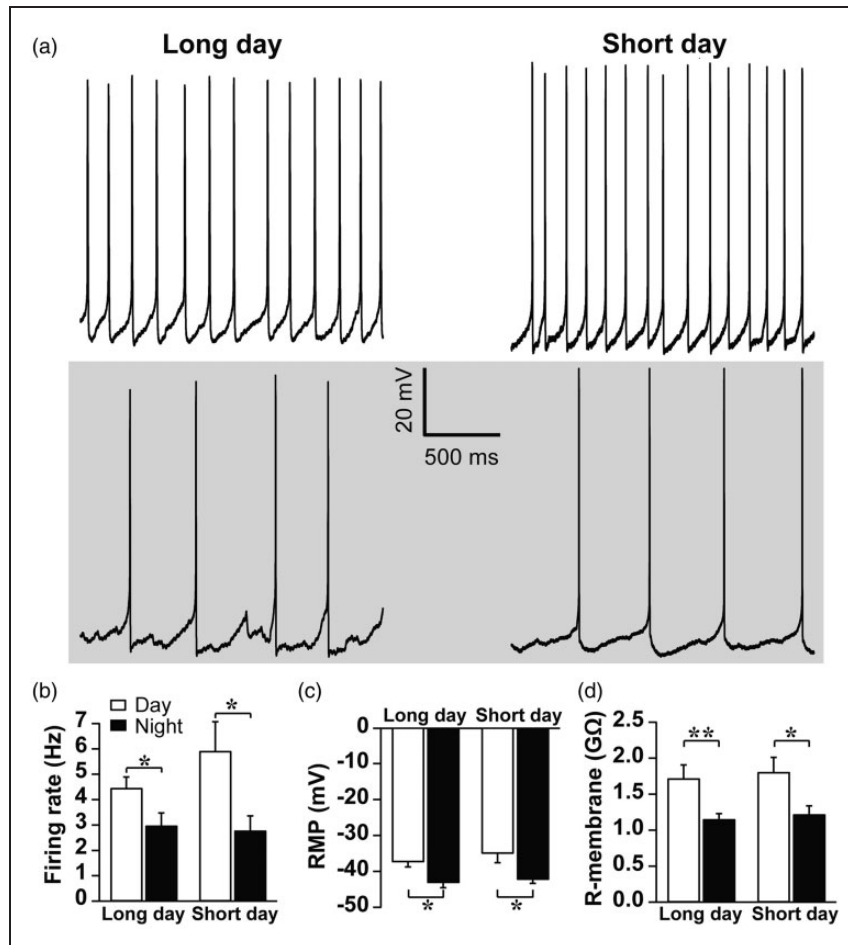 (a)
Long day
Short day
20 mV
500 ms
(b)
Day
Night
*
*
Firing rate (Hz)
7
6
5
4
3
2
1
0
Long day Short day
(c)
Long day Short day
RMP (mV)
0
-10
-20
-30
-40
-50
*
*
(d)
R-membrane (GΩ)
2.5
2.0
1.5
1.0
0.5
0.0
**
*
Long day Short day